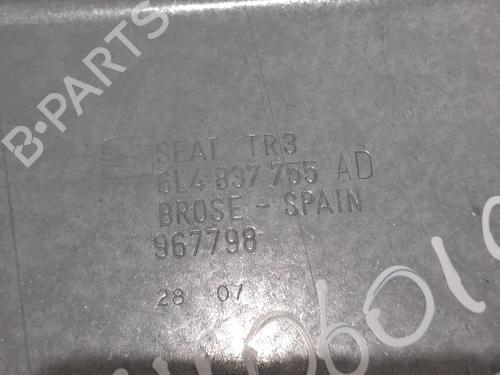 B-PARTS
SEAT TR3
6L4 837 755 AD
BROSE - SPAIN
967798
28 07